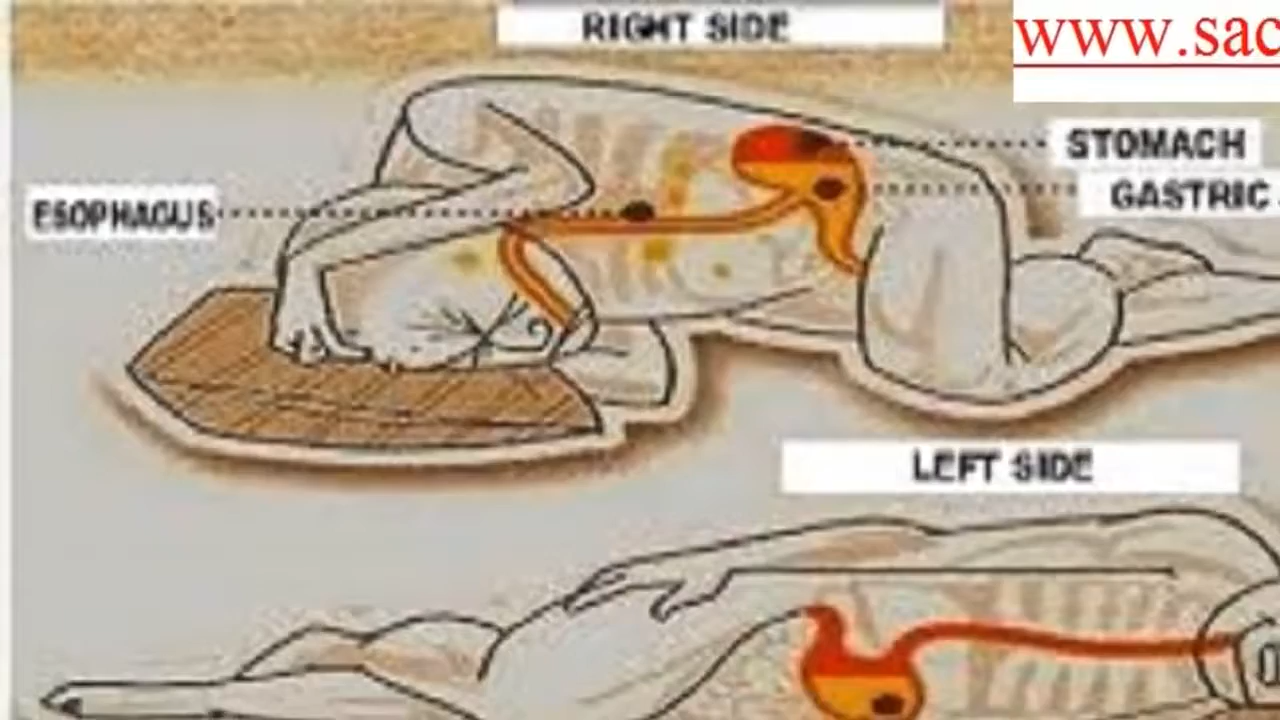 RIGHT SIDE
www.sac
STOMACH
GASTRIC
ESOPHAGUS
LEFT SIDE